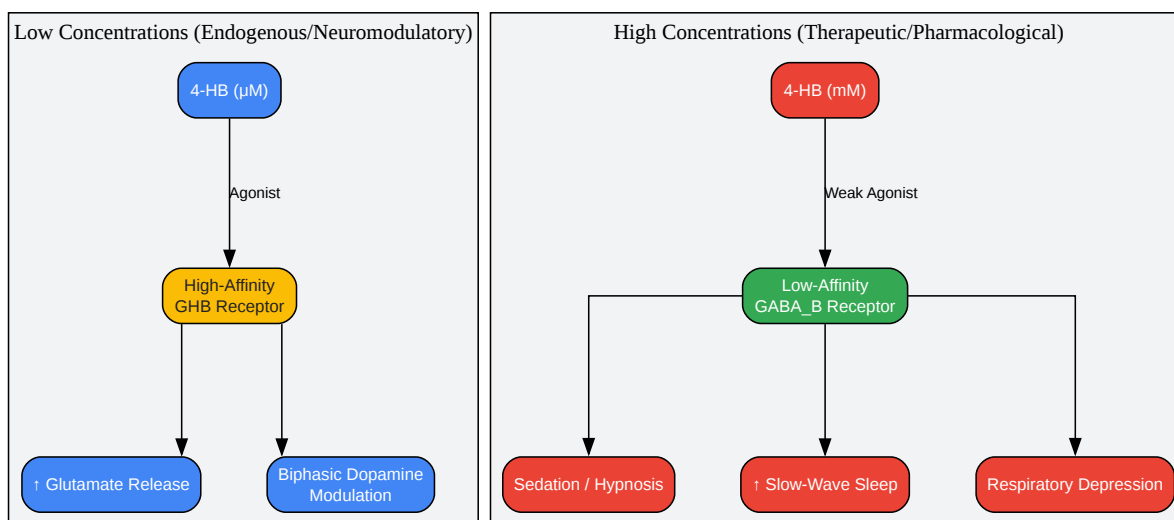 Low Concentrations (Endogenous/Neuromodulatory)
4-HB (μM)
Agonist
High-Affinity
GHB Receptor
↑ Glutamate Release
Biphasic Dopamine
Modulation
High Concentrations (Therapeutic/Pharmacological)
4-HB (mM)
Weak Agonist
Low-Affinity
GABA_B Receptor
Sedation / Hypnosis
↑ Slow-Wave Sleep
Respiratory Depression